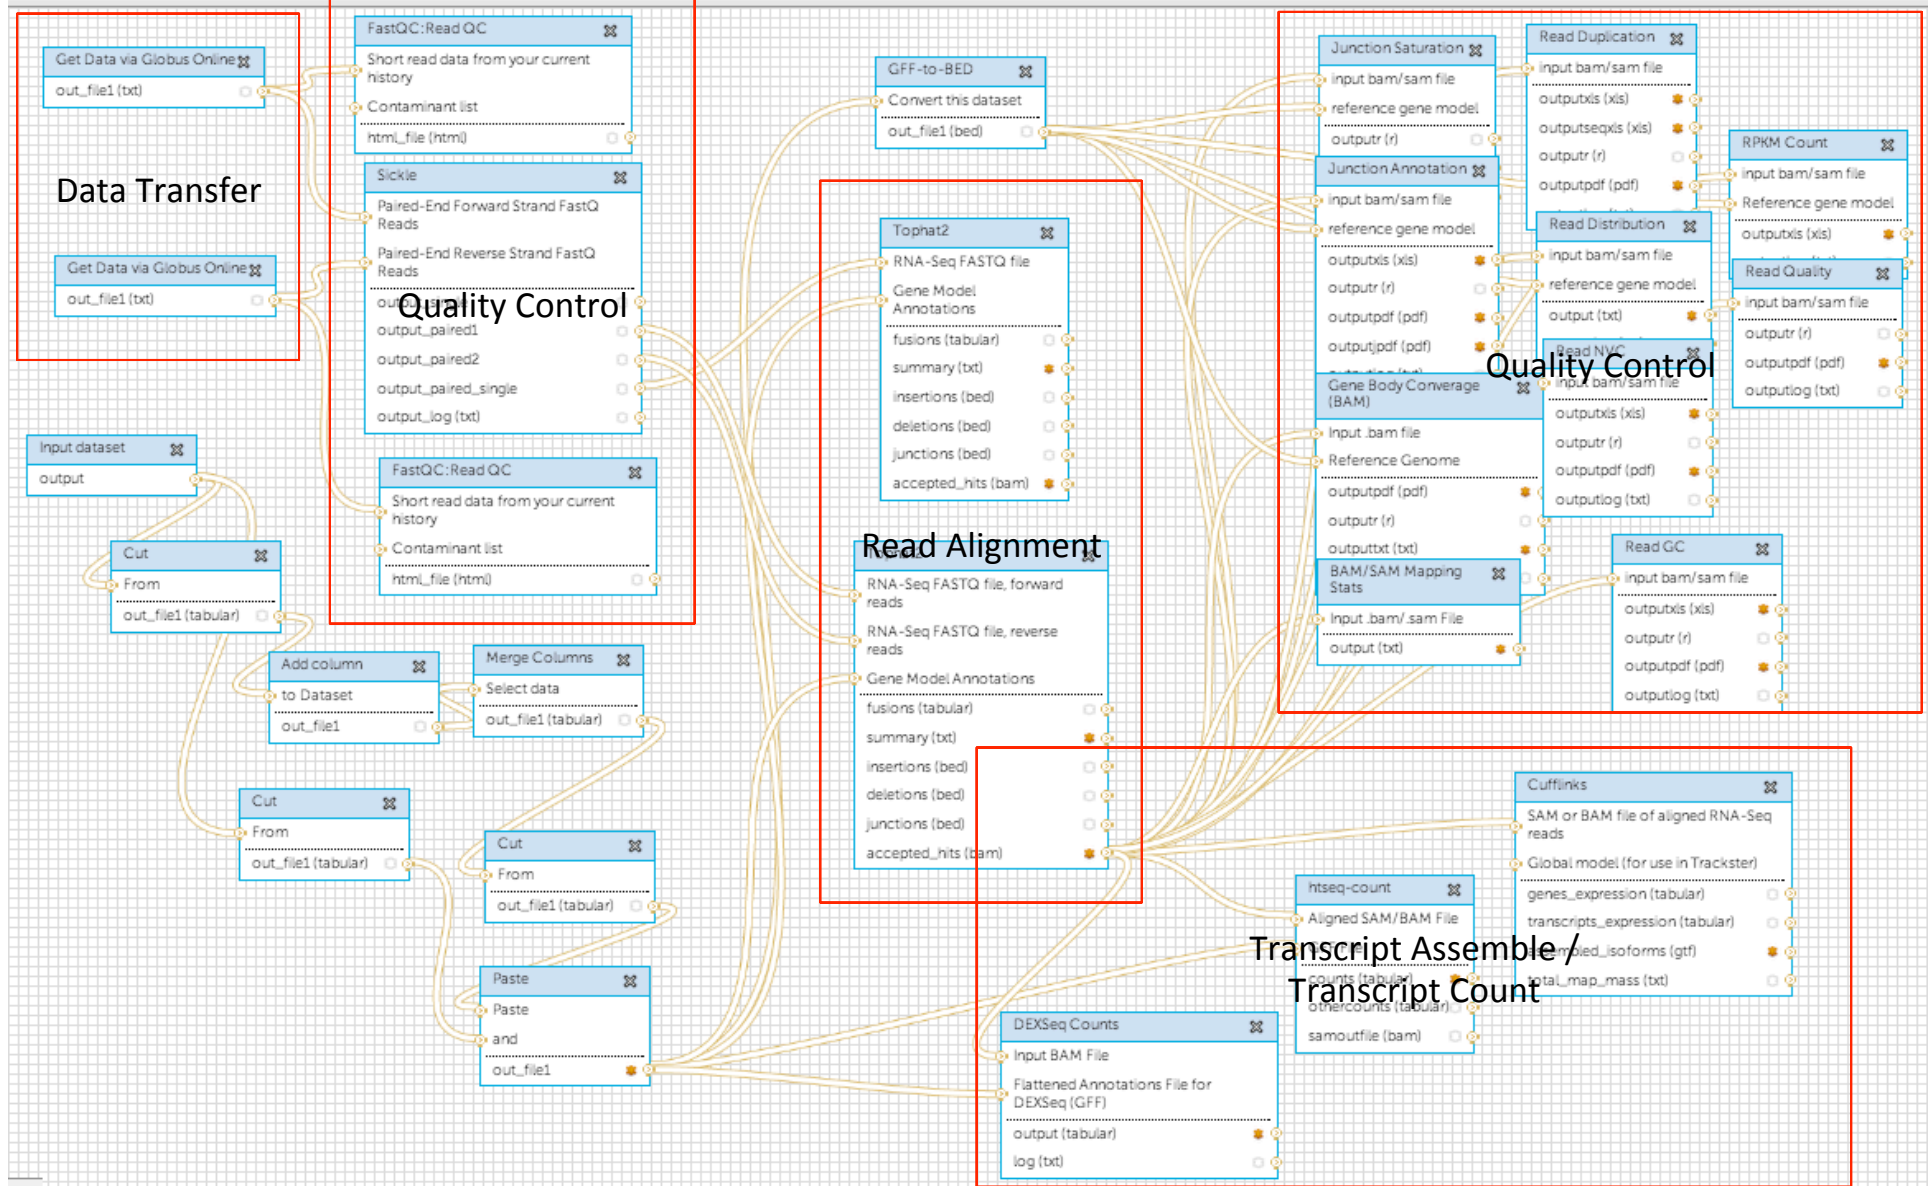 Get Data via Globus Online
out_file1 (txt)
Data Transfer
Get Data via Globus Online
out_file1 (txt)
FastQC:Read QC
Short read data from your current
history
Contaminant list
html_file (html)
Sickle
Paired-End Forward Strand FastQ
Reads
Paired-End Reverse Strand FastQ
Reads
output_single
Quality Control
output_paired1
output_paired2
output_paired_single
output_log (txt)
FastQC:Read QC
Short read data from your current
history
Contaminant list
html_file (html)
Input dataset
output
Cut
From
out_file1 (tabular)
Add column
to Dataset
out_file1
Merge Columns
Select data
out_file1 (tabular)
Cut
From
out_file1 (tabular)
Cut
From
out_file1 (tabular)
Paste
Paste
and
out_file1
GFF-to-BED
Convert this dataset
out_file1 (bed)
Tophat2
RNA-Seq FASTQ file
Gene Model
Annotations
fusions (tabular)
summary (txt)
insertions (bed)
deletions (bed)
junctions (bed)
accepted_hits (bam)
Read Alignment
Tophat2
RNA-Seq FASTQ file, forward
reads
RNA-Seq FASTQ file, reverse
reads
Gene Model Annotations
fusions (tabular)
summary (txt)
insertions (bed)
deletions (bed)
junctions (bed)
accepted_hits (bam)
Junction Saturation
input bam/sam file
reference gene model
outputr (r)
Junction Annotation
input bam/sam file
reference gene model
outputxls (xls)
outputr (r)
outputpdf (pdf)
outputjpdf (pdf)
Gene Body Converage
(BAM)
Input .bam file
Reference Genome
outputpdf (pdf)
outputr (r)
outputtxt (txt)
BAM/SAM Mapping
Stats
Input .bam/.sam File
output (txt)
Read Duplication
input bam/sam file
outputxls (xls)
outputseqxls (xls)
outputr (r)
outputpdf (pdf)
Read Distribution
input bam/sam file
reference gene model
output (txt)
Read NVC
Quality Control
input bam/sam file
outputxls (xls)
outputr (r)
outputpdf (pdf)
outputlog (txt)
RPKM Count
input bam/sam file
Reference gene model
outputxls (xls)
Read Quality
input bam/sam file
outputr (r)
outputpdf (pdf)
outputlog (txt)
Read GC
input bam/sam file
outputxls (xls)
outputr (r)
outputpdf (pdf)
outputlog (txt)
Cufflinks
SAM or BAM file of aligned RNA-Seq
reads
Global model (for use in Trackster)
genes_expression (tabular)
transcripts_expression (tabular)
assembled_isoforms (gtf)
total_map_mass (txt)
htseq-count
Aligned SAM/BAM File
Transcript Assemble /
Transcript Count
counts (tabular)
othercounts (tabular)
samoutfile (bam)
DEXSeq Counts
Input BAM File
Flattened Annotations File for
DEXSeq (GFF)
output (tabular)
log (txt)